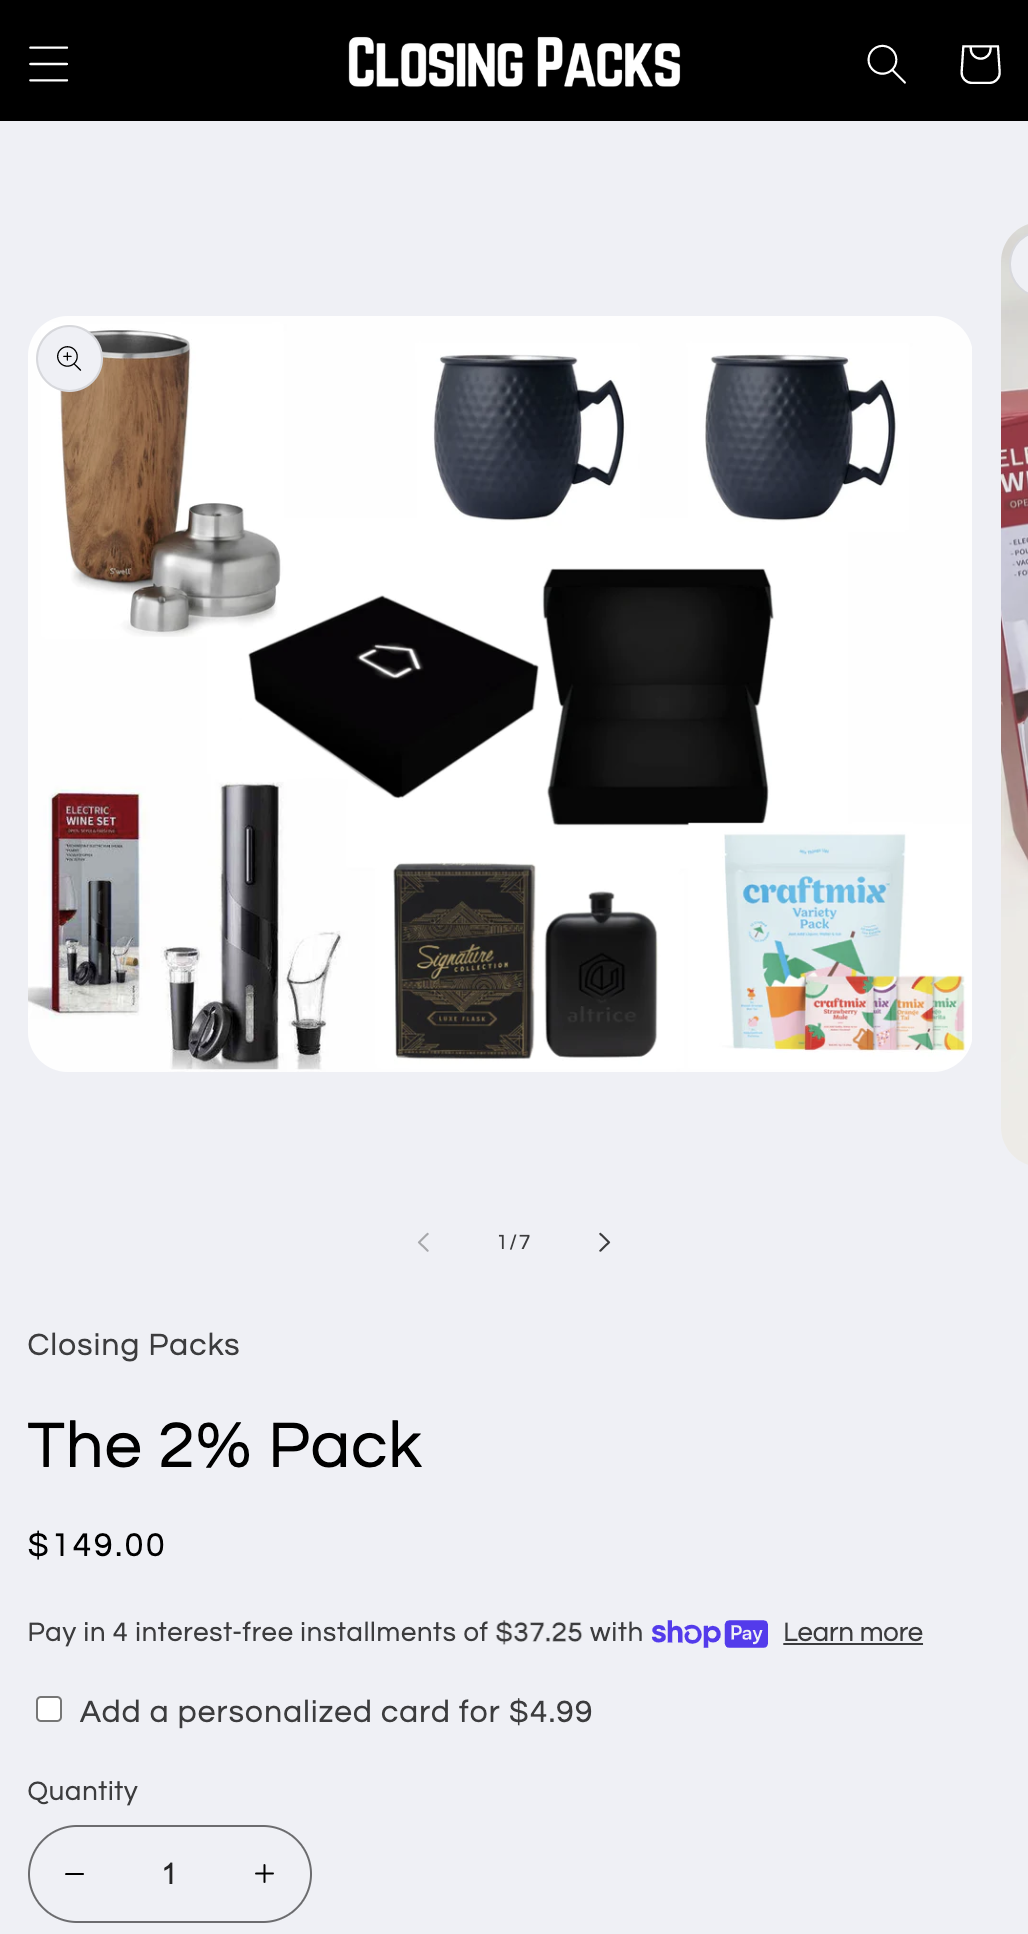 CLOSING PACKS
S'well
ELECTRIC
WINE SET
Signature
COLLECTION
LUXE FLASK
altrice
craftmix
Variety
Pack
craftmix
Strawberry
Mule
Closing Packs
The 2% Pack
$149.00
Pay in 4 interest-free installments of $37.25 with shop Pay Learn more
Add a personalized card for $4.99
Quantity
− 1 +
1/7